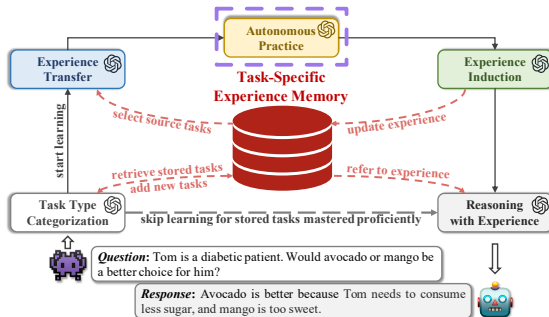 Autonomous
Practice
Experience
Transfer
Experience
Induction
Task-Specific
Experience Memory
select source tasks
update experience
start learning
retrieve stored tasks
add new tasks
refer to experience
Task Type
Categorization
skip learning for stored tasks mastered proficiently
Reasoning
with Experience
Question: Tom is a diabetic patient. Would avocado or mango be
a better choice for him?
Response: Avocado is better because Tom needs to consume
less sugar, and mango is too sweet.